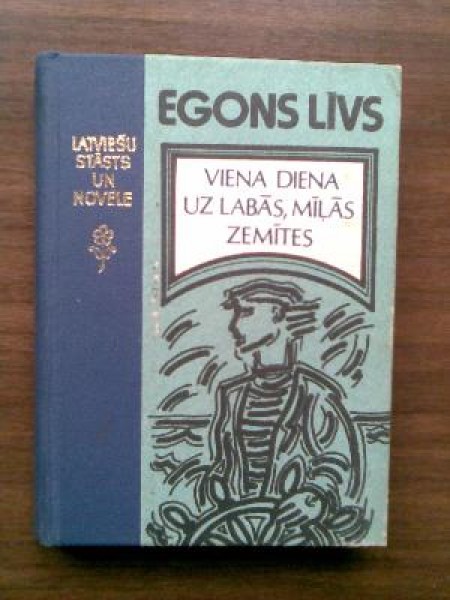 EGONS LĪVS
VIENA DIENA
UZ LABĀS, MĪĻĀS
ZEMĪTES
LATVIEŠU
STĀSTS
UN
NOVELE